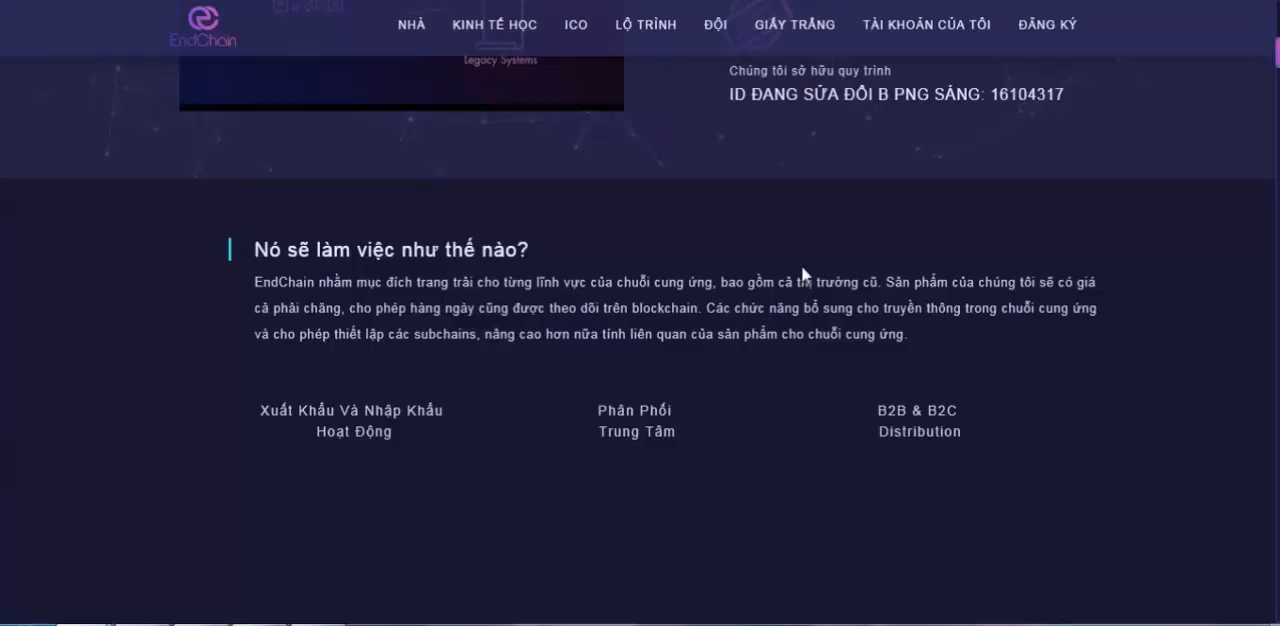 EndChain
NHÀ KINH TẾ HỌC ICO LỘ TRÌNH ĐỘI GIẤY TRẮNG TÀI KHOẢN CỦA TÔI ĐĂNG KÝ
Legacy Systems
Chúng tôi sở hữu quy trình
ID ĐANG SỬA ĐỔI B PNG SÁNG: 16104317
Nó sẽ làm việc như thế nào?
EndChain nhằm mục đích trang trải cho từng lĩnh vực của chuỗi cung ứng, bao gồm cả thị trường cũ. Sản phẩm của chúng tôi sẽ có giá
cả phải chăng, cho phép hàng ngày cũng được theo dõi trên blockchain. Các chức năng bổ sung cho truyền thông trong chuỗi cung ứng
và cho phép thiết lập các subchains, nâng cao hơn nữa tính liên quan của sản phẩm cho chuỗi cung ứng.
Xuất Khẩu Và Nhập Khẩu
Hoạt Động
Phân Phối
Trung Tâm
B2B & B2C
Distribution